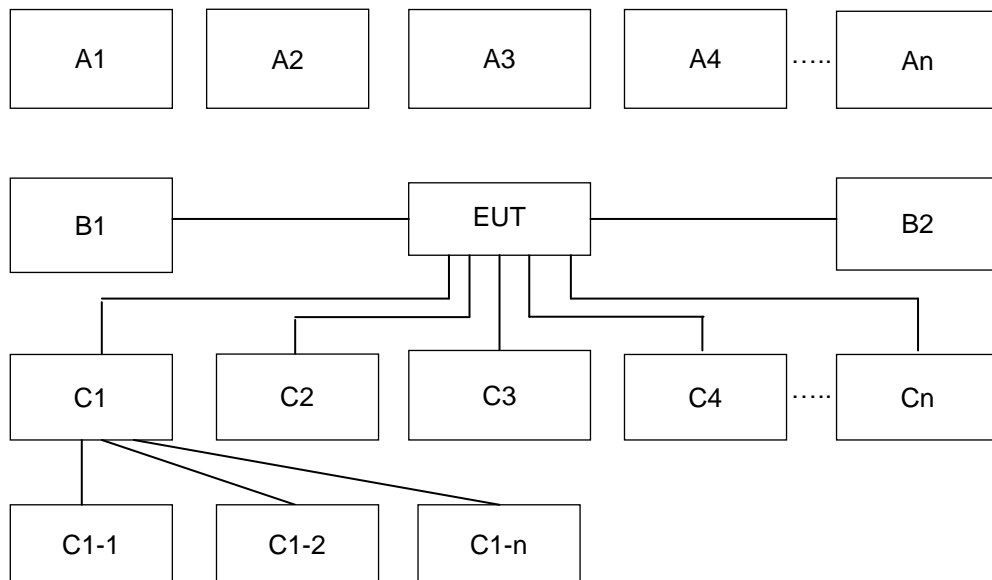 A1 A2 A3 A4 ..... An
B1 EUT B2
C1 C2 C3 C4 ..... Cn
C1-1 C1-2 C1-n